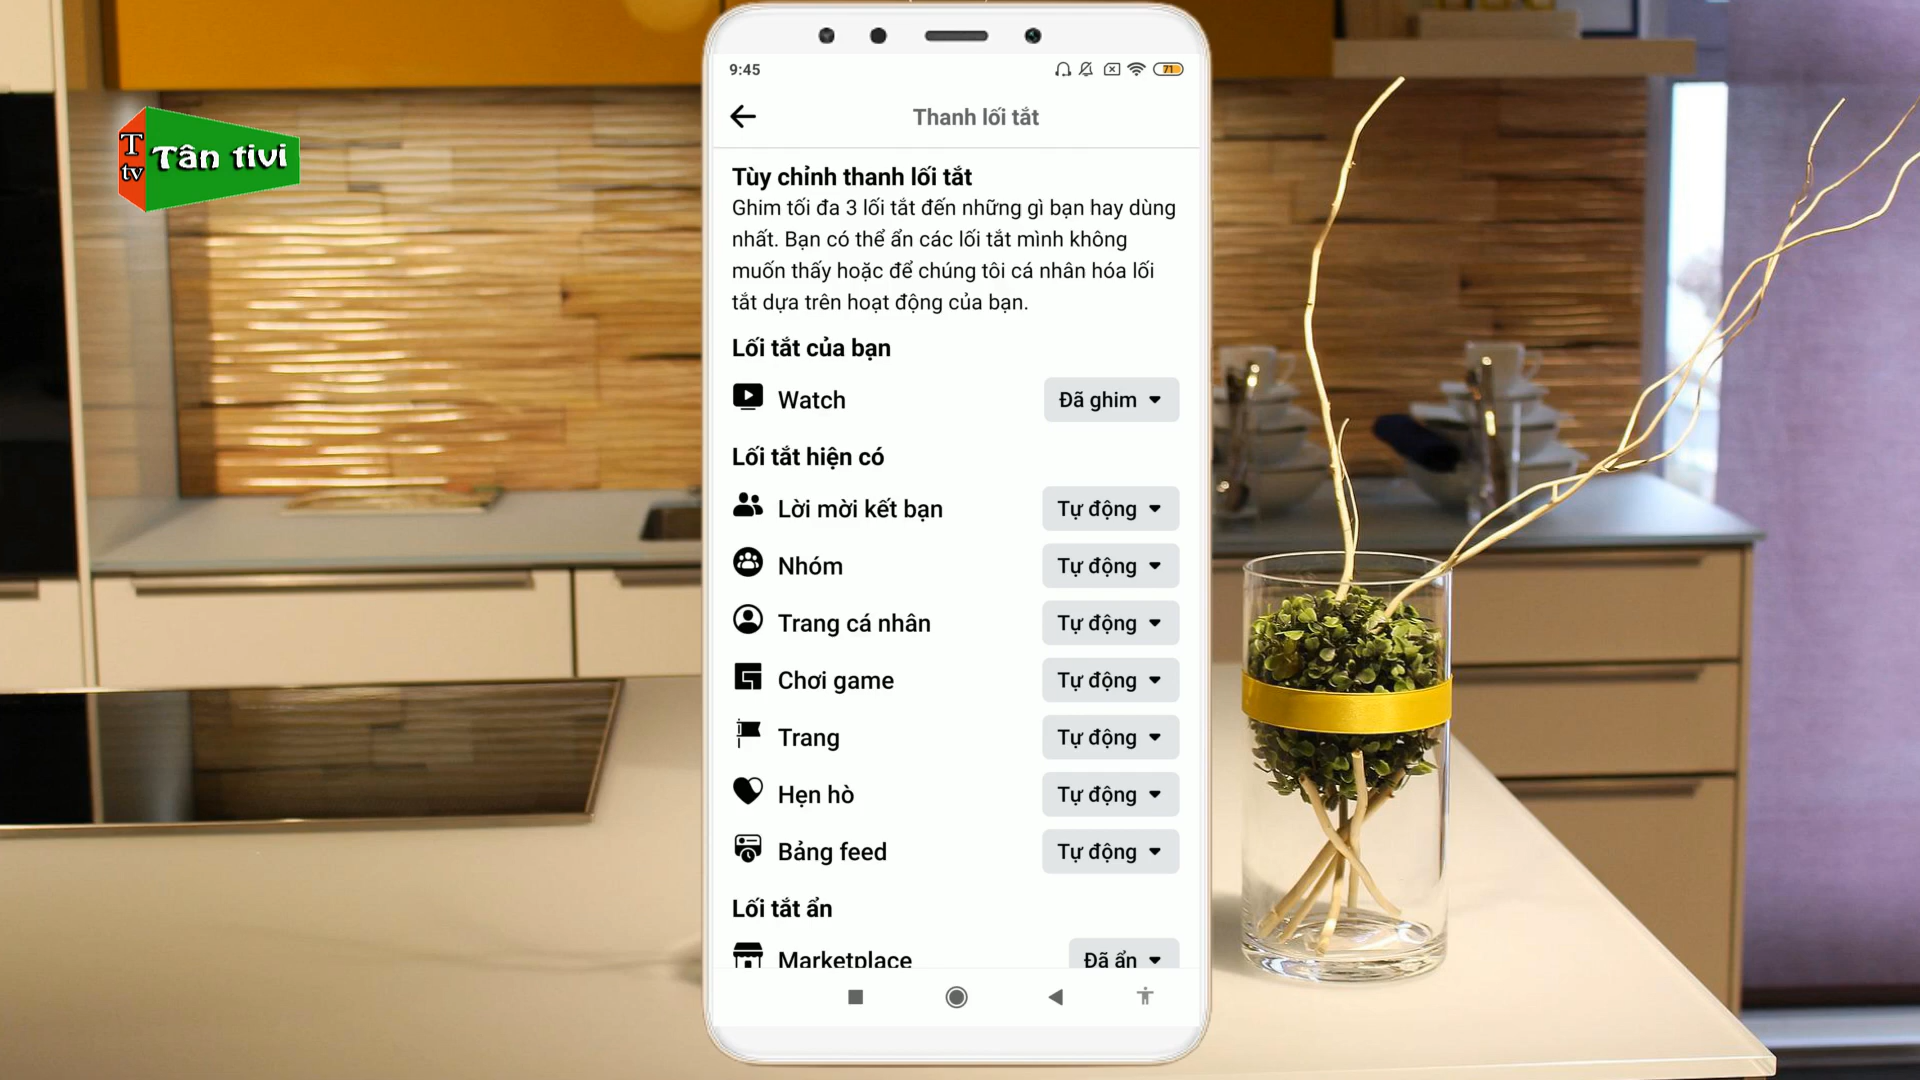 T
tv
Tân tivi
9:45
71
Thanh lối tắt
Tùy chỉnh thanh lối tắt
Ghim tối đa 3 lối tắt đến những gì bạn hay dùng
nhất. Bạn có thể ẩn các lối tắt mình không
muốn thấy hoặc để chúng tôi cá nhân hóa lối
tắt dựa trên hoạt động của bạn.
Lối tắt của bạn
Watch Đã ghim
Lối tắt hiện có
Lời mời kết bạn Tự động
Nhóm Tự động
Trang cá nhân Tự động
Chơi game Tự động
Trang Tự động
Hẹn hò Tự động
Bảng feed Tự động
Lối tắt ẩn
Marketplace Đã ẩn